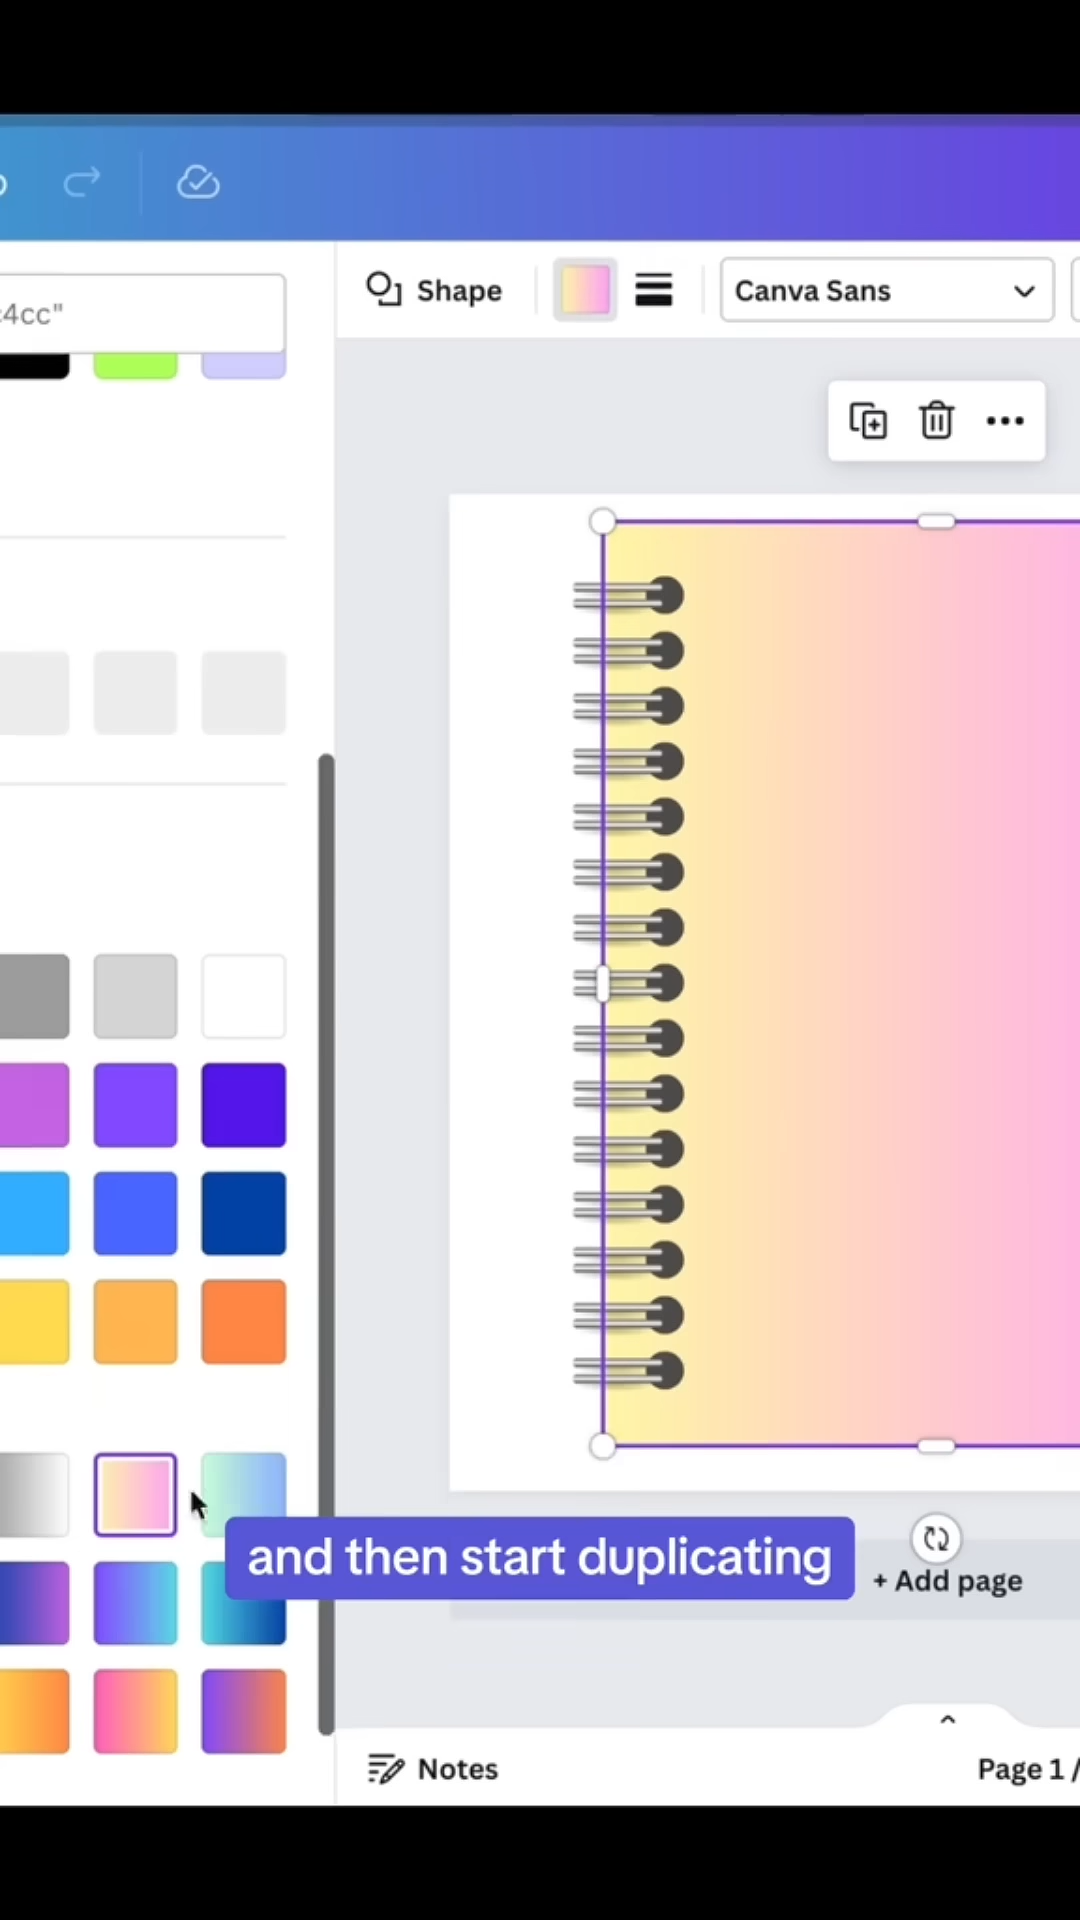 4cc"
Shape
Canva Sans
and then start duplicating
+ Add page
Notes
Page 1 /